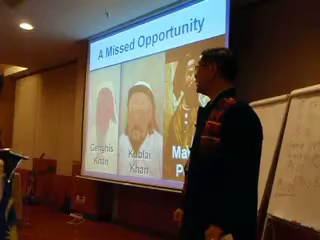 A Missed Opportunity
Genghis
Khan
Kublai
Khan
Ma
P